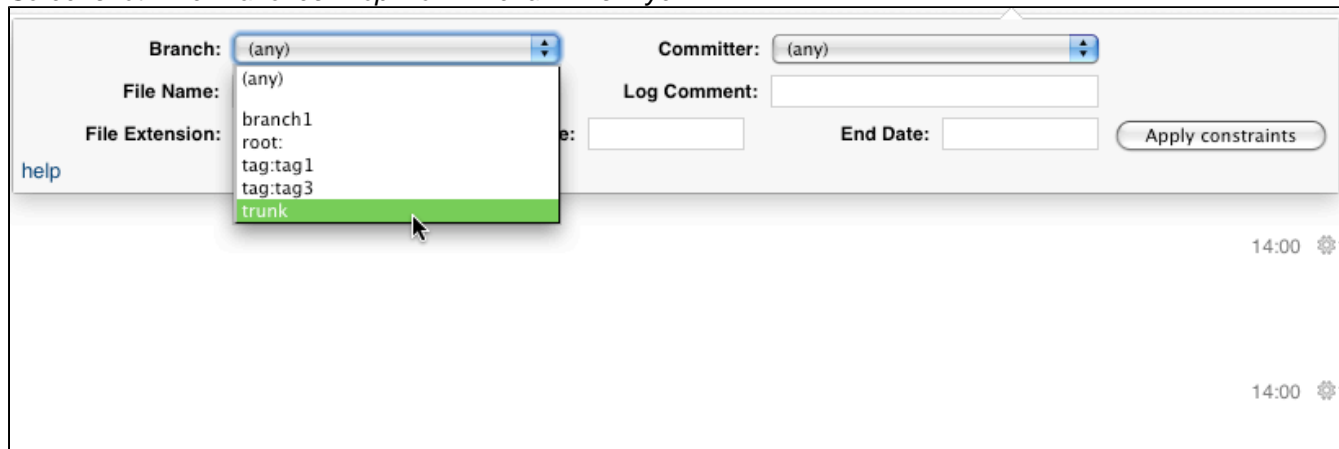 Branch: (any) Committer: (any)
(any)
File Name: Log Comment:
branch1
File Extension: root: e: End Date: Apply constraints
tag:tag1
help
tag:tag3
trunk
14:00
14:00